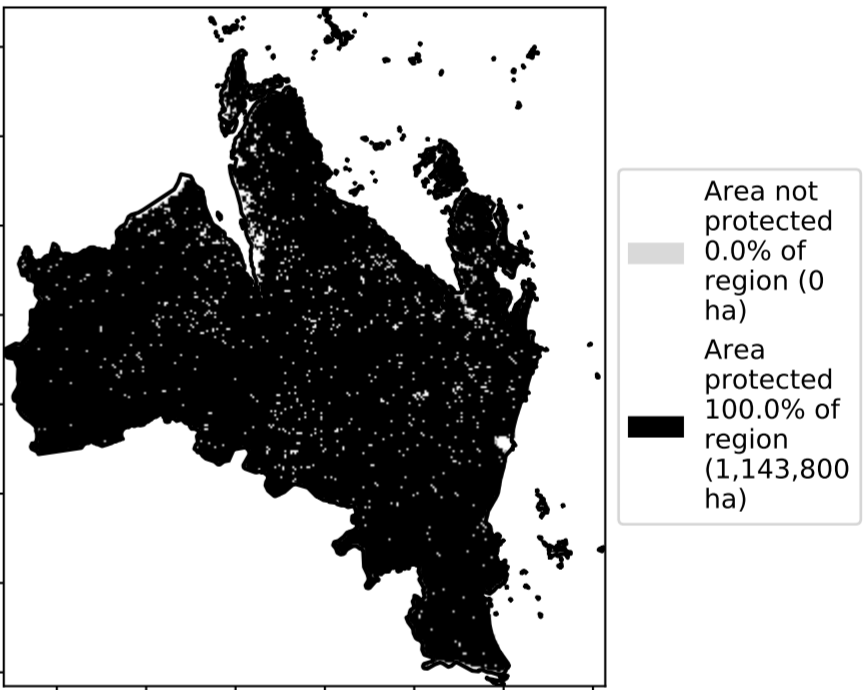 Area not
protected
0.0% of
region (0
ha)
Area
protected
100.0% of
region
(1,143,800
ha)